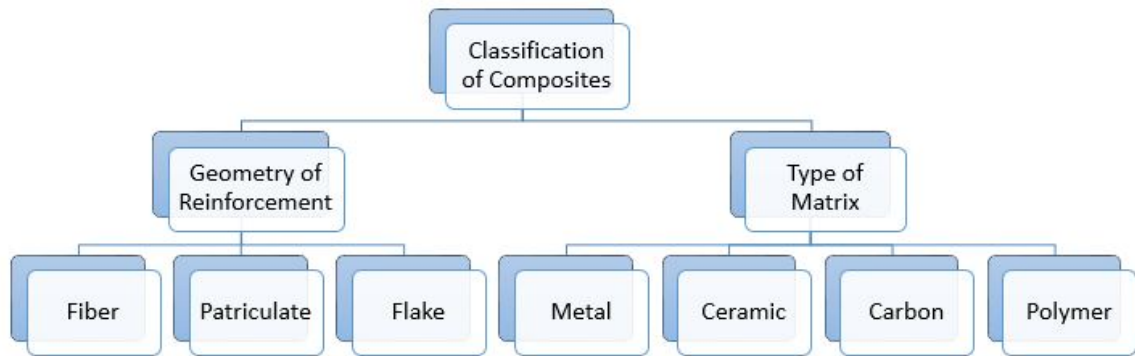 Classification
of Composites
Geometry of
Reinforcement
Type of
Matrix
Fiber
Patriculate
Flake
Metal
Ceramic
Carbon
Polymer